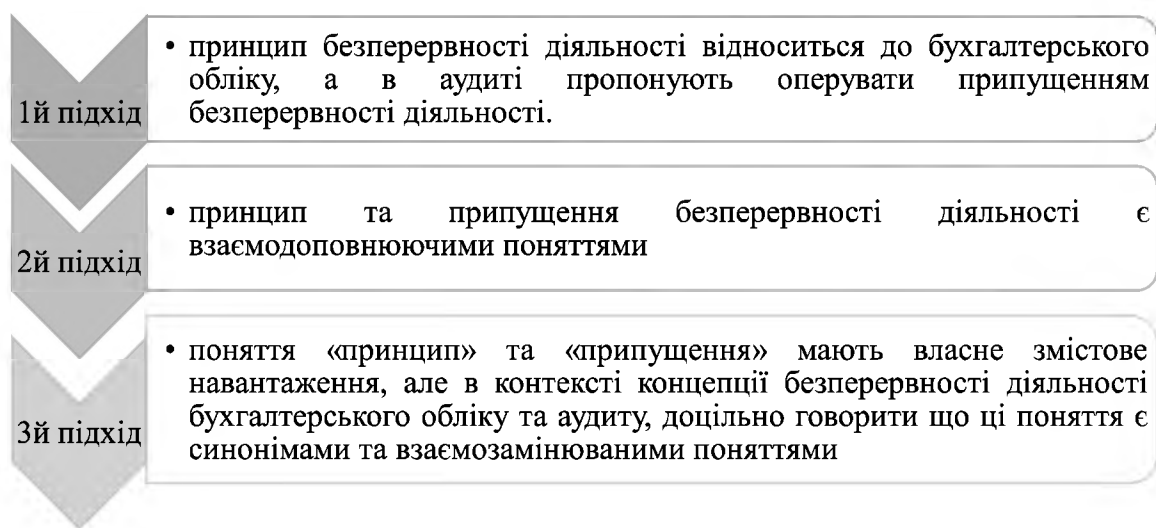 1й підхід
• принцип безперервності діяльності відноситься до бухгалтерського
обліку, а в аудиті пропонують оперувати припущенням
безперервності діяльності.
2й підхід
• принцип та припущення безперервності діяльності є
взаємодоповнюючими поняттями
3й підхід
• поняття «принцип» та «припущення» мають власне змістове
навантаження, але в контексті концепції безперервності діяльності
бухгалтерського обліку та аудиту, доцільно говорити що ці поняття є
синонімами та взаємозамінюваними поняттями